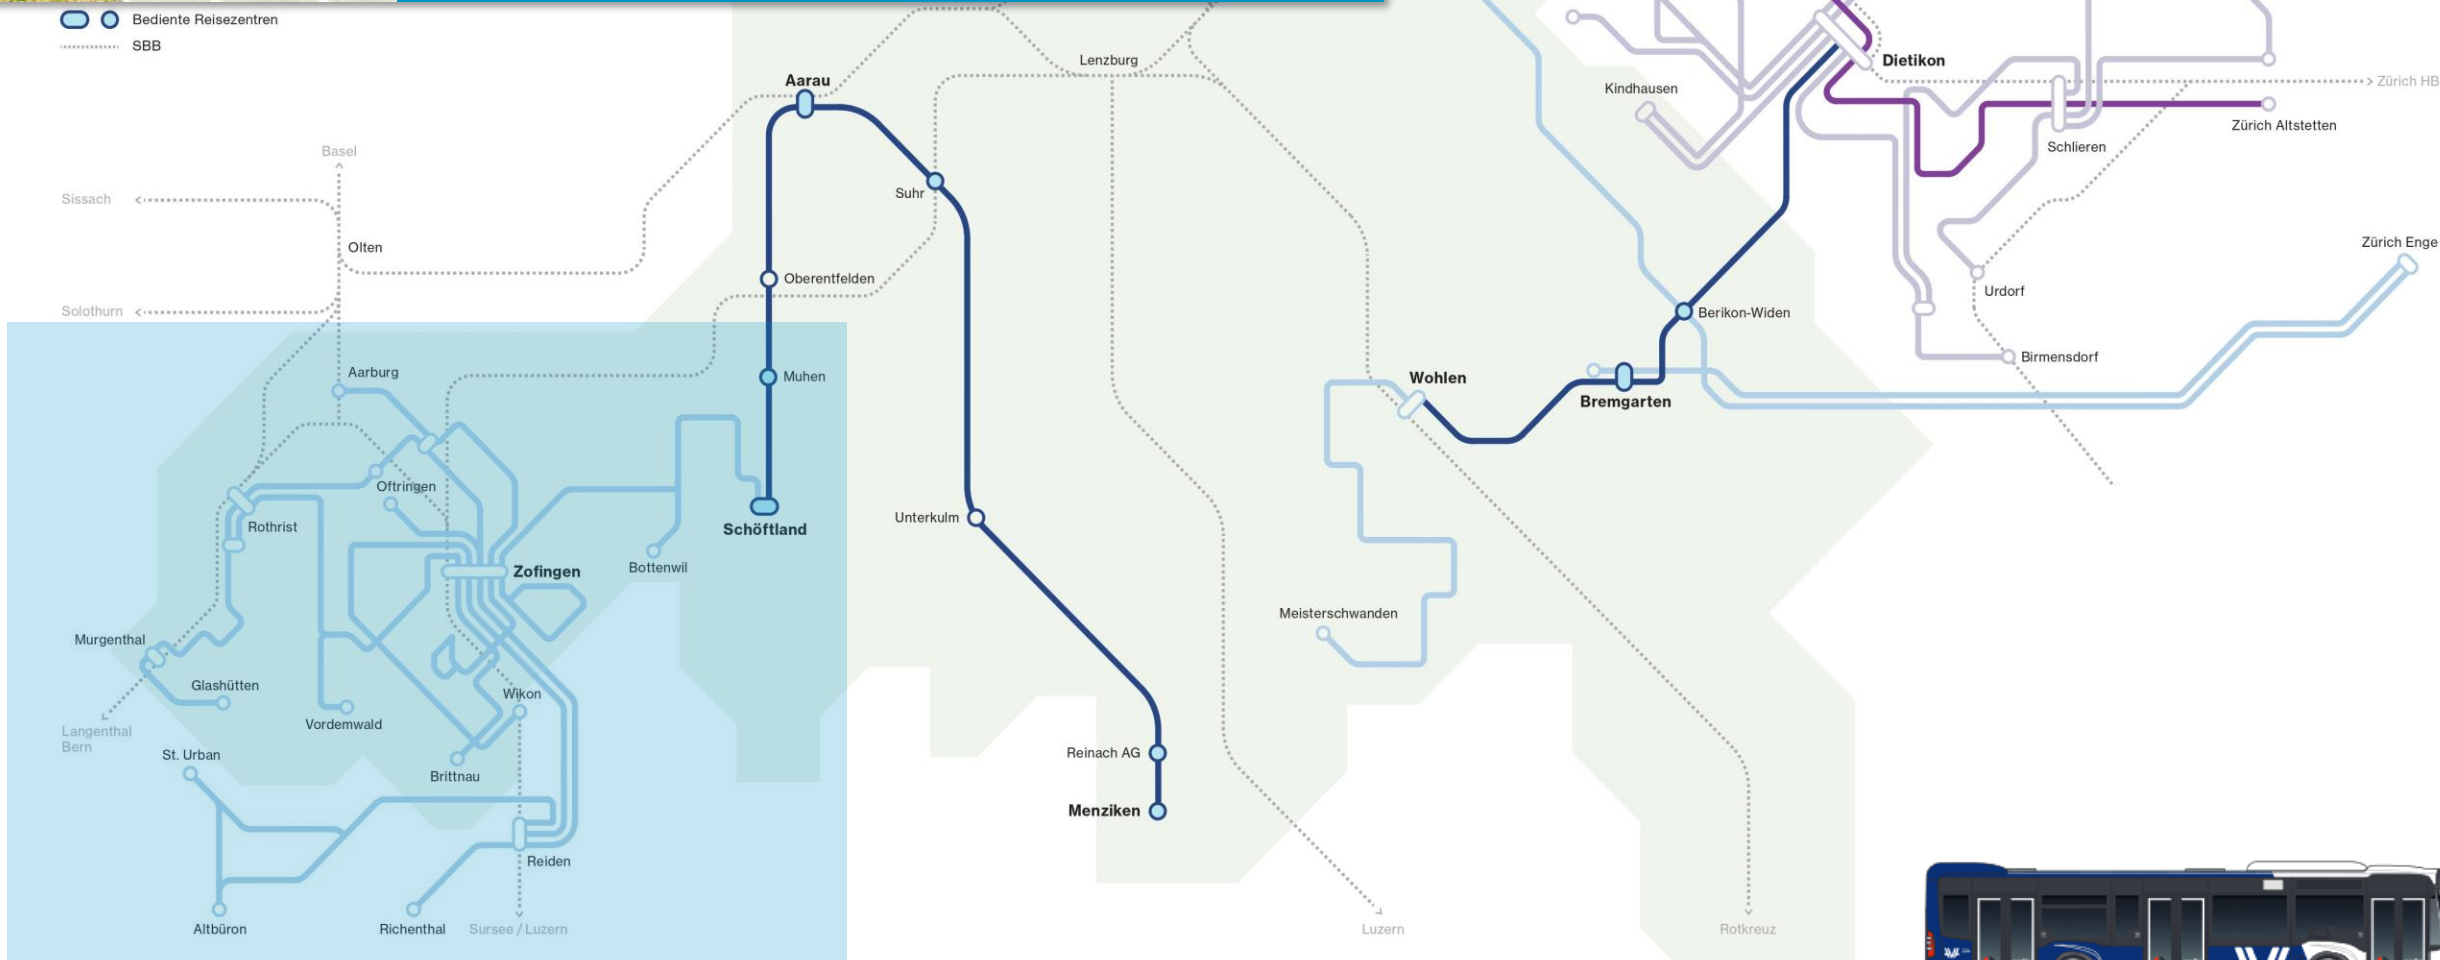 Bediente Reisezentren
SBB
Lenzburg
Dietikon
Aarau
Zürich HB
Kindhausen
Zürich Altstetten
Basel
Schlieren
Sissach
Suhr
Olten
Zürich Enge
Oberentfelden
Urdorf
Solothurn
Berikon-Widen
Birmensdorf
Aarburg
Muhen
Wohlen
Bremgarten
Oftringen
Rothrist
Unterkulm
Schöftland
Zofingen
Bottenwil
Meisterschwanden
Murgenthal
Glashütten
Wikon
Vordemwald
Langenthal
Bern
St. Urban
Reinach AG
Brittnau
Menziken
Reiden
Altbüron
Richenthal
Sursee / Luzern
Luzern
Rotkreuz